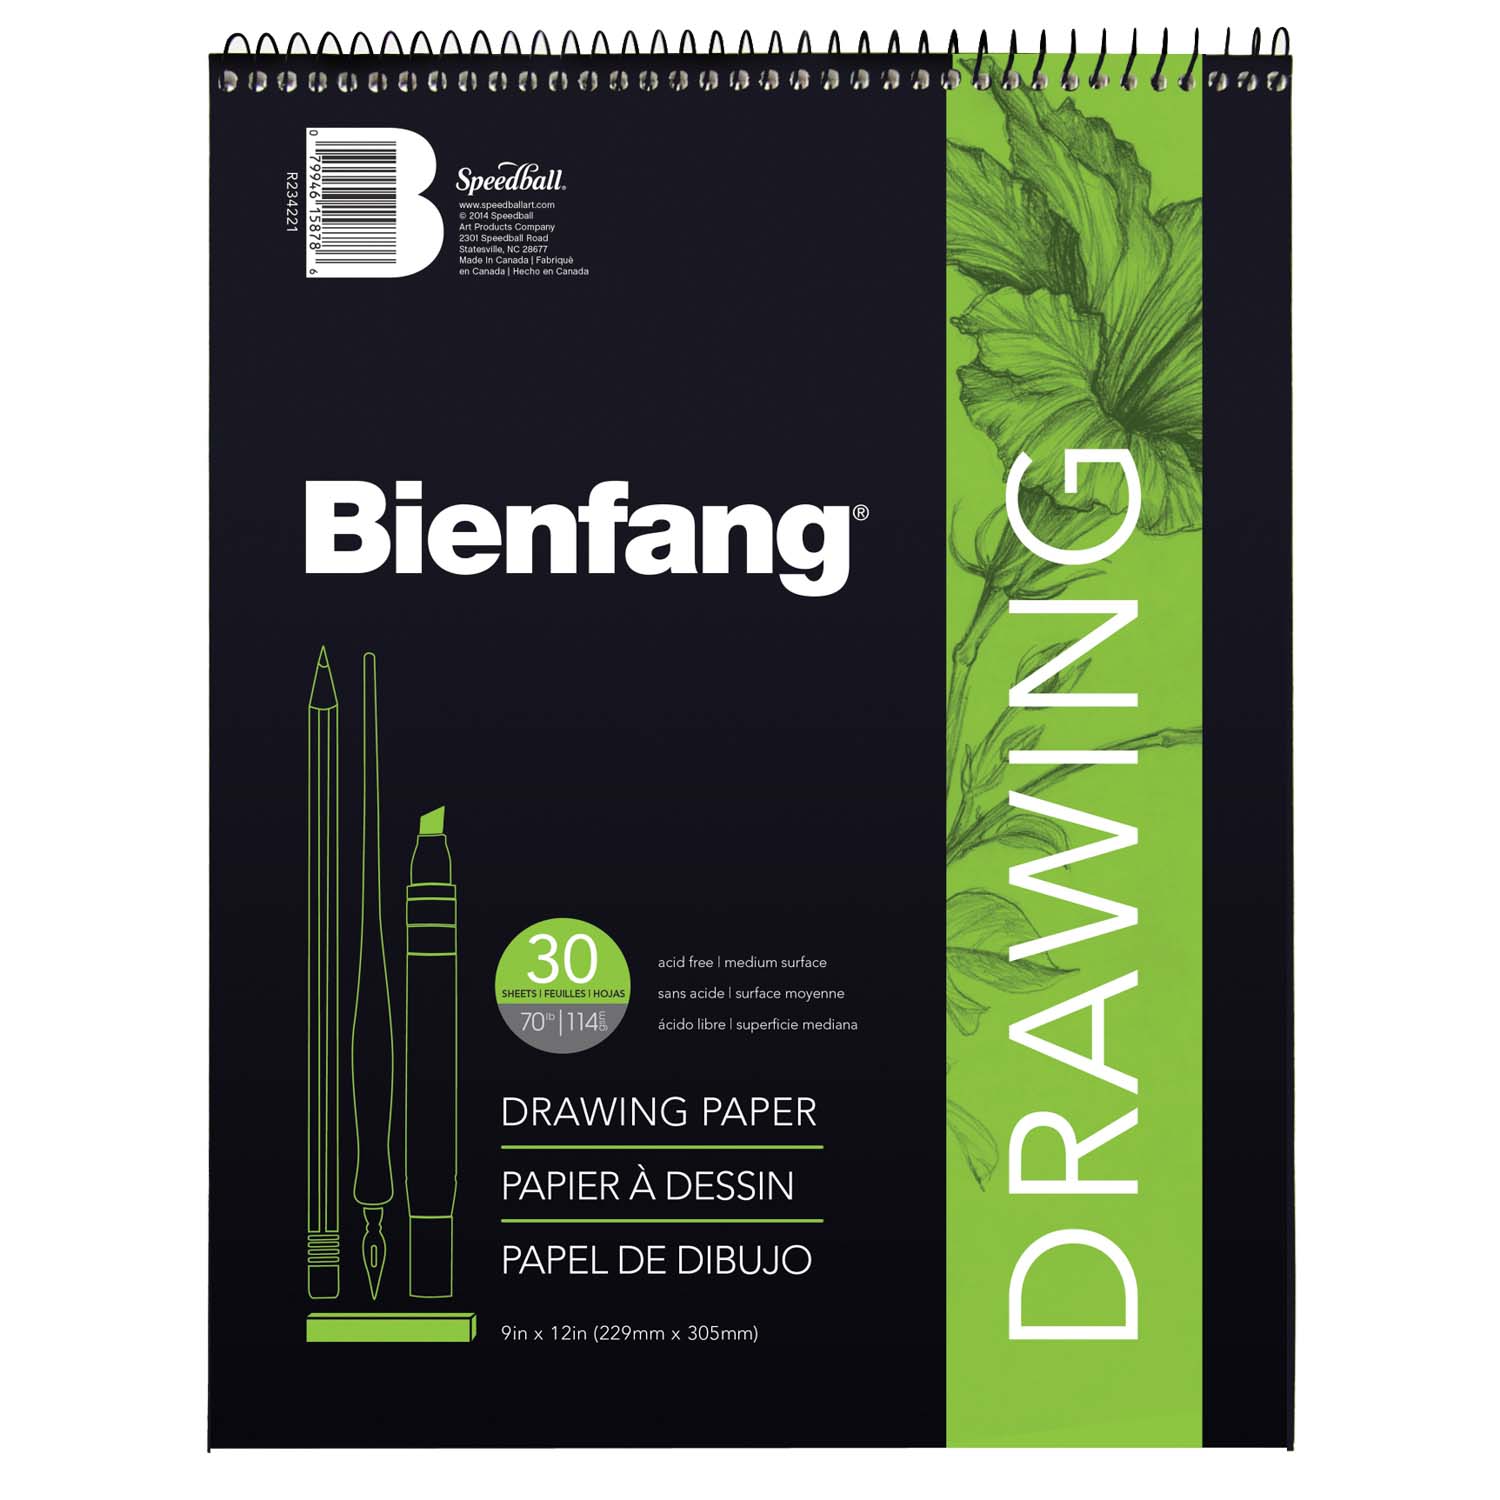 0 79946 15878 6
R234221
Speedball®
www.speedballart.com
© 2014 Speedball
Art Products Company
2301 Speedball Road
Statesville, NC 28677
Made In Canada | Fabriquè
en Canada | Hecho en Canada
Bienfang®
DRAWING
30
SHEETS | FEUILLES | HOJAS
70lb | 114gsm
acid free | medium surface
sans acide | surface moyenne
ácido libre | superficie mediana
DRAWING PAPER
PAPIER À DESSIN
PAPEL DE DIBUJO
9in x 12in (229mm x 305mm)